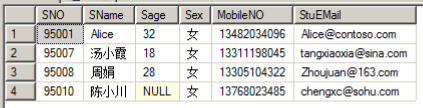 SNO SName Sage Sex MobileNO StuEMail
1 95001 Alice 32 女 13482034096 Alice@contoso.com
2 95007 汤小霞 18 女 13311198045 tangxiaoxia@sina.com
3 95008 周娟 28 女 13305104322 Zhoujuan@163.com
4 95010 陈小川 NULL 女 13768023485 chengxc@sohu.com